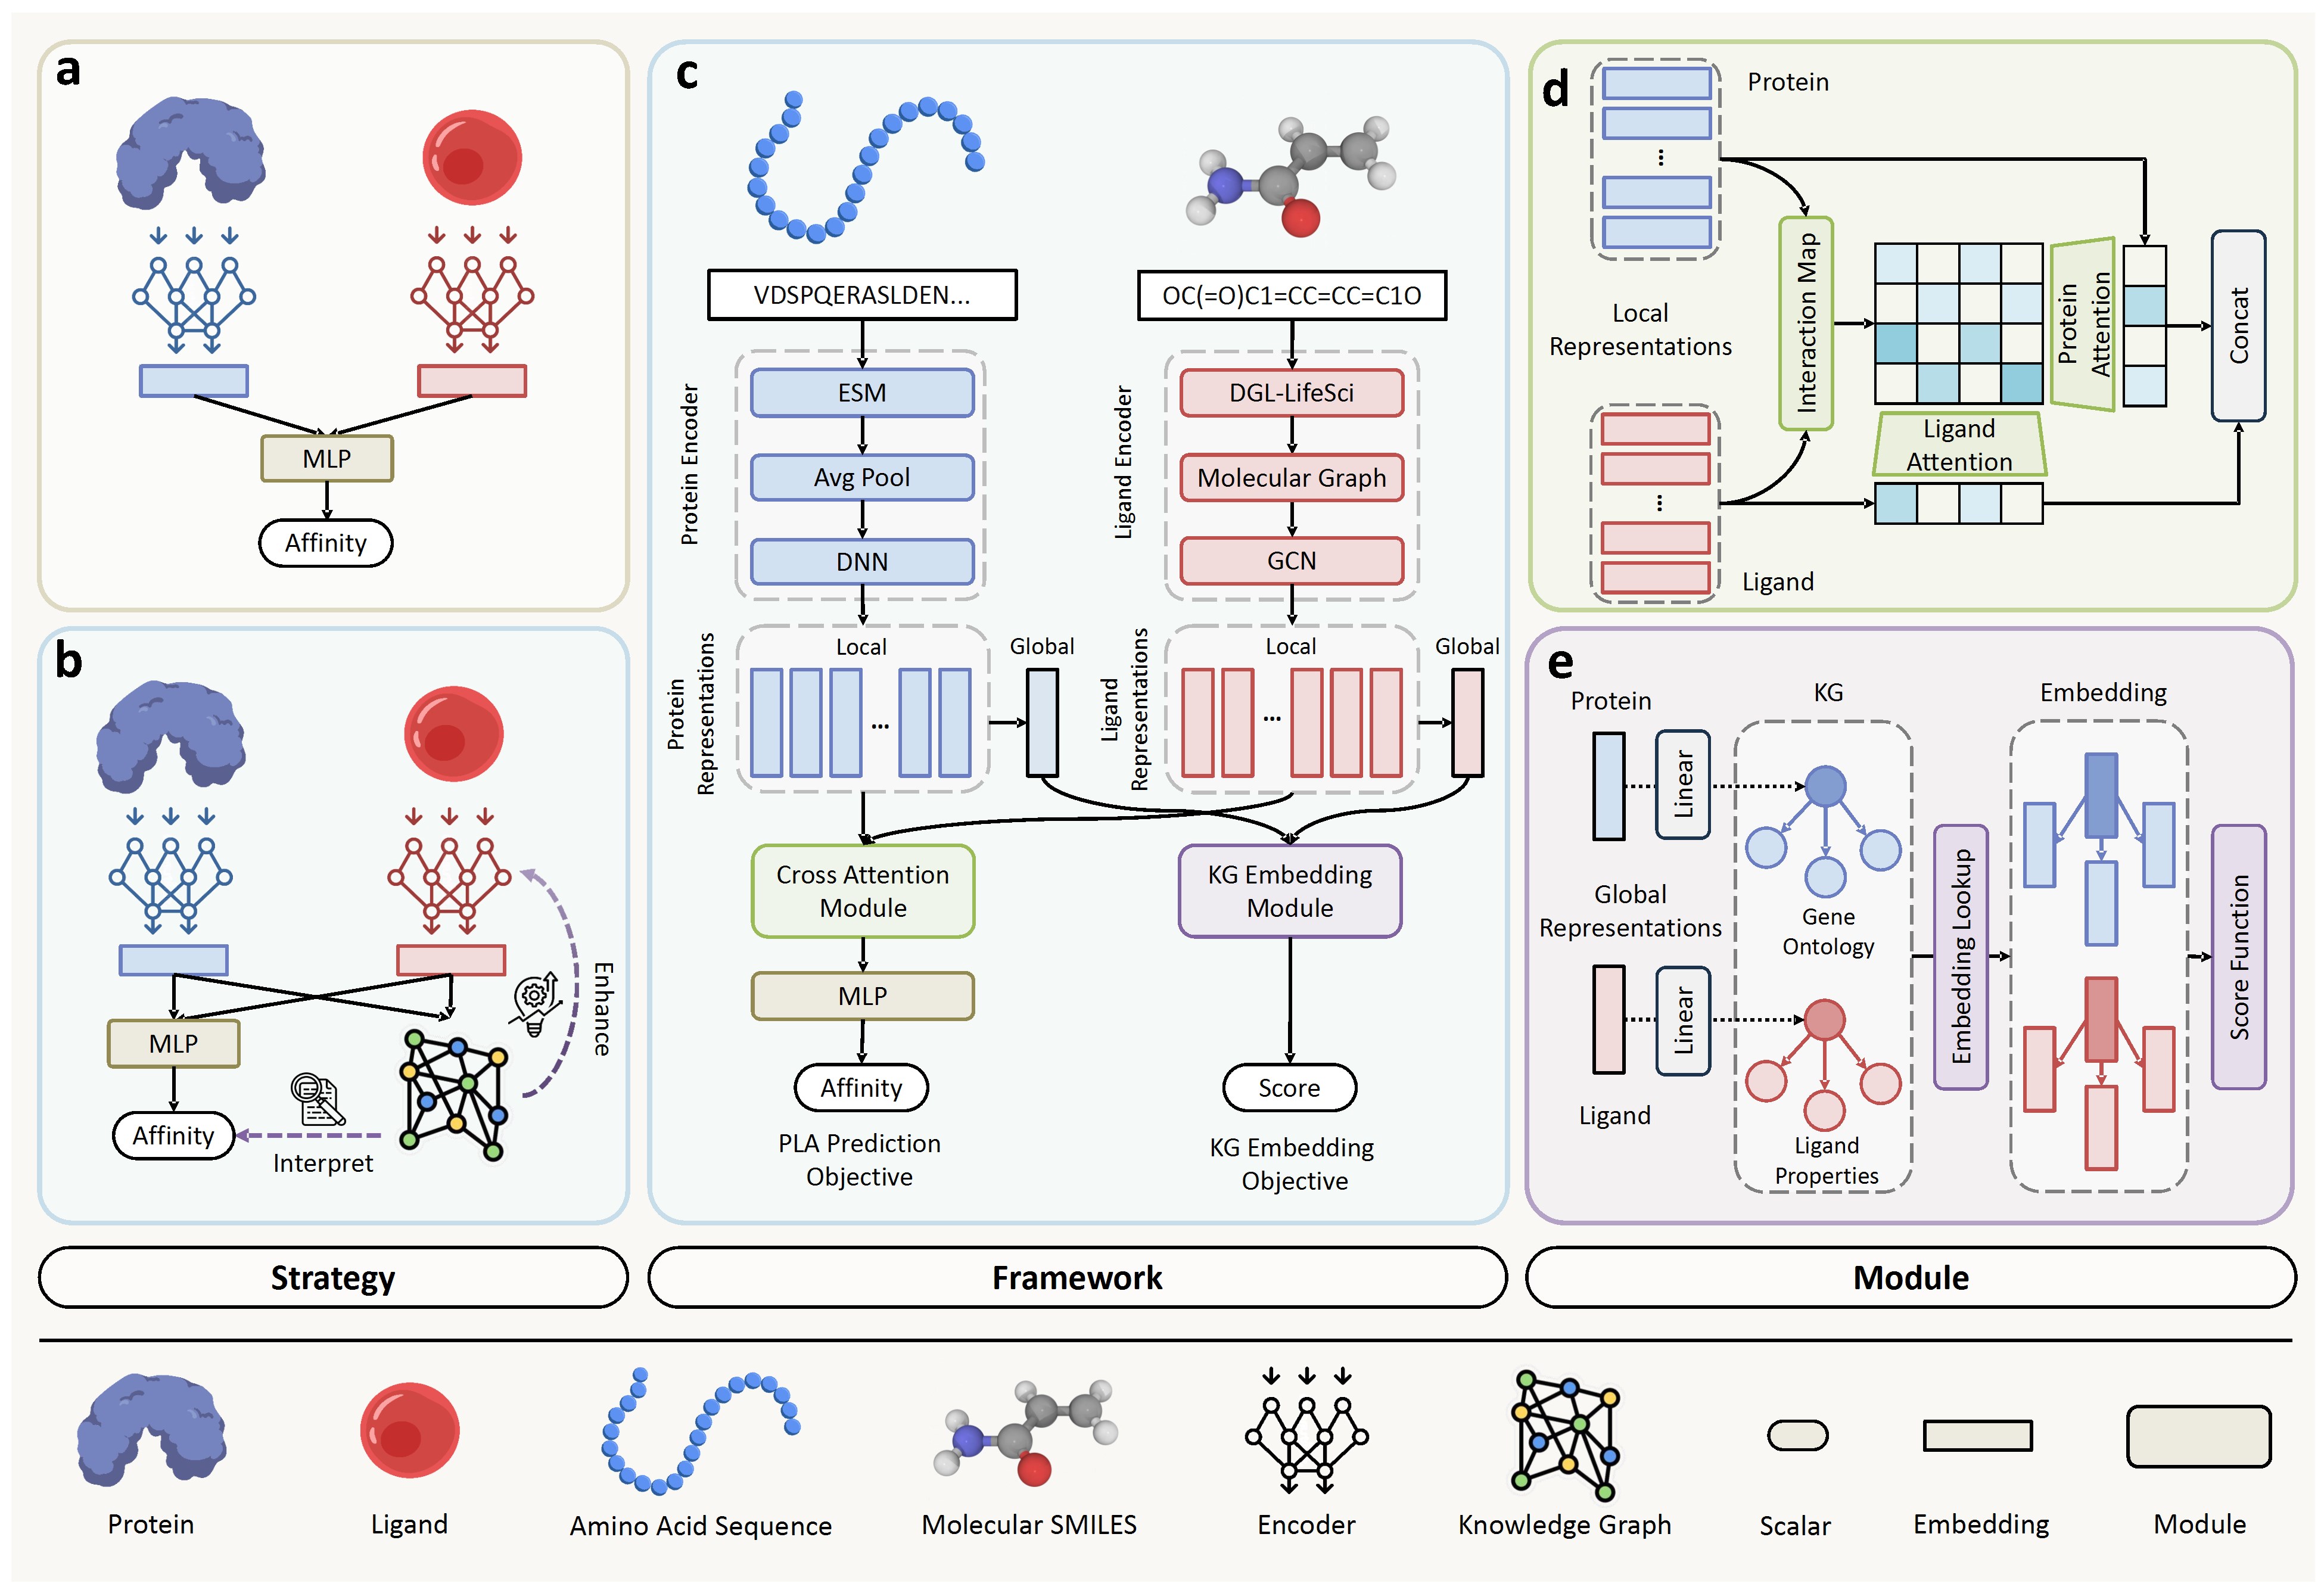 a
MLP
Affinity
b
Enhance
MLP
Affinity
Interpret
Strategy
c
VDSPQERASLDEN...
OC(=O)C1=CC=CC=C1O
Protein Encoder
ESM
Avg Pool
DNN
Ligand Encoder
DGL-LifeSci
Molecular Graph
GCN
Protein
Representations
Local
...
Global
Ligand
Representations
Local
...
Global
Cross Attention
Module
KG Embedding
Module
MLP
Affinity
Score
PLA Prediction
Objective
KG Embedding
Objective
Framework
d
Protein
...
Local
Representations
...
Ligand
Interaction Map
Protein
Attention
Ligand
Attention
Concat
e
Protein
KG
Embedding
Linear
Global
Representations
Gene
Ontology
Linear
Ligand
Ligand
Properties
Embedding Lookup
Score Function
Module
Protein
Ligand
Amino Acid Sequence
Molecular SMILES
Encoder
Knowledge Graph
Scalar
Embedding
Module